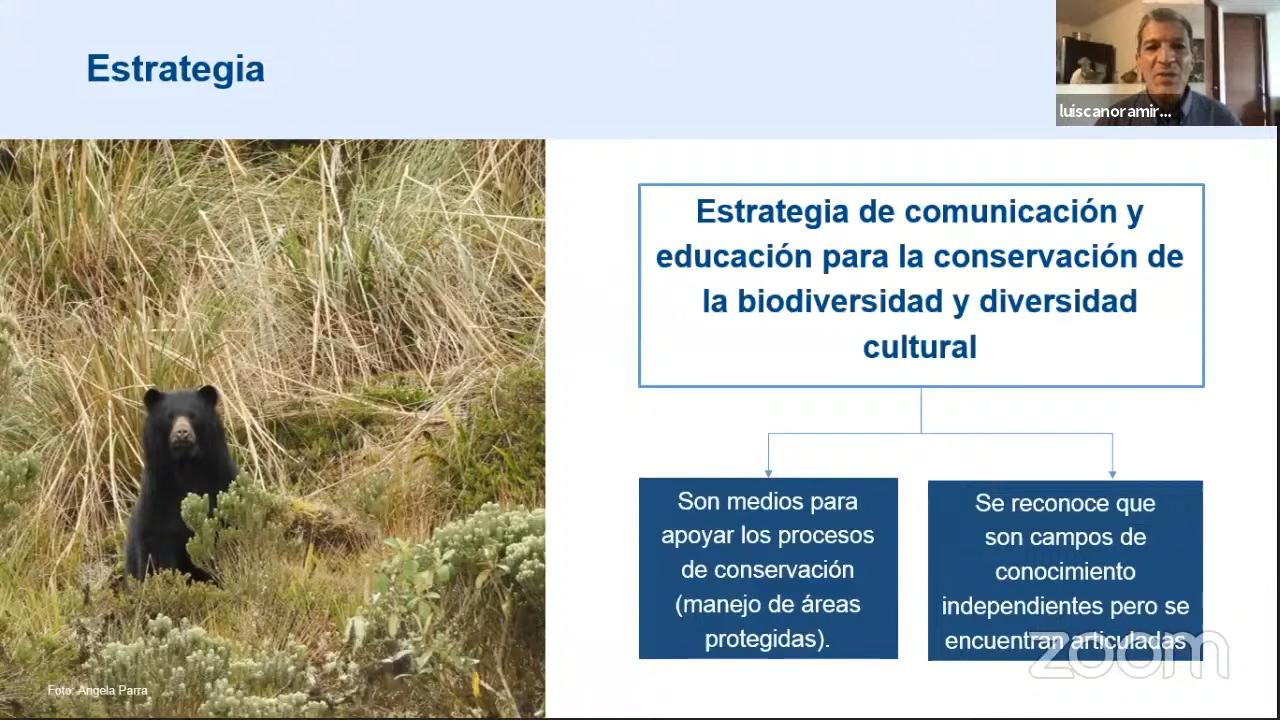 Estrategia
luiscanoramir...
Estrategia de comunicación y
educación para la conservación de
la biodiversidad y diversidad
cultural
Son medios para
apoyar los procesos
de conservación
(manejo de áreas
protegidas).
Se reconoce que
son campos de
conocimiento
independientes pero se
encuentran articuladas
zoom
Foto: Angela Parra